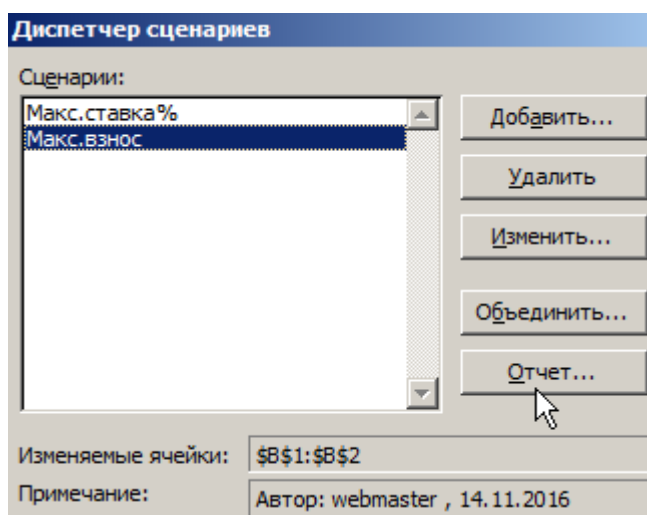 Диспетчер сценариев
Сценарии:
Макс.ставка%
Макс.взнос
Добавить...
Удалить
Изменить...
Объединить...
Отчет...
Изменяемые ячейки: $B$1:$B$2
Примечание: Автор: webmaster , 14.11.2016